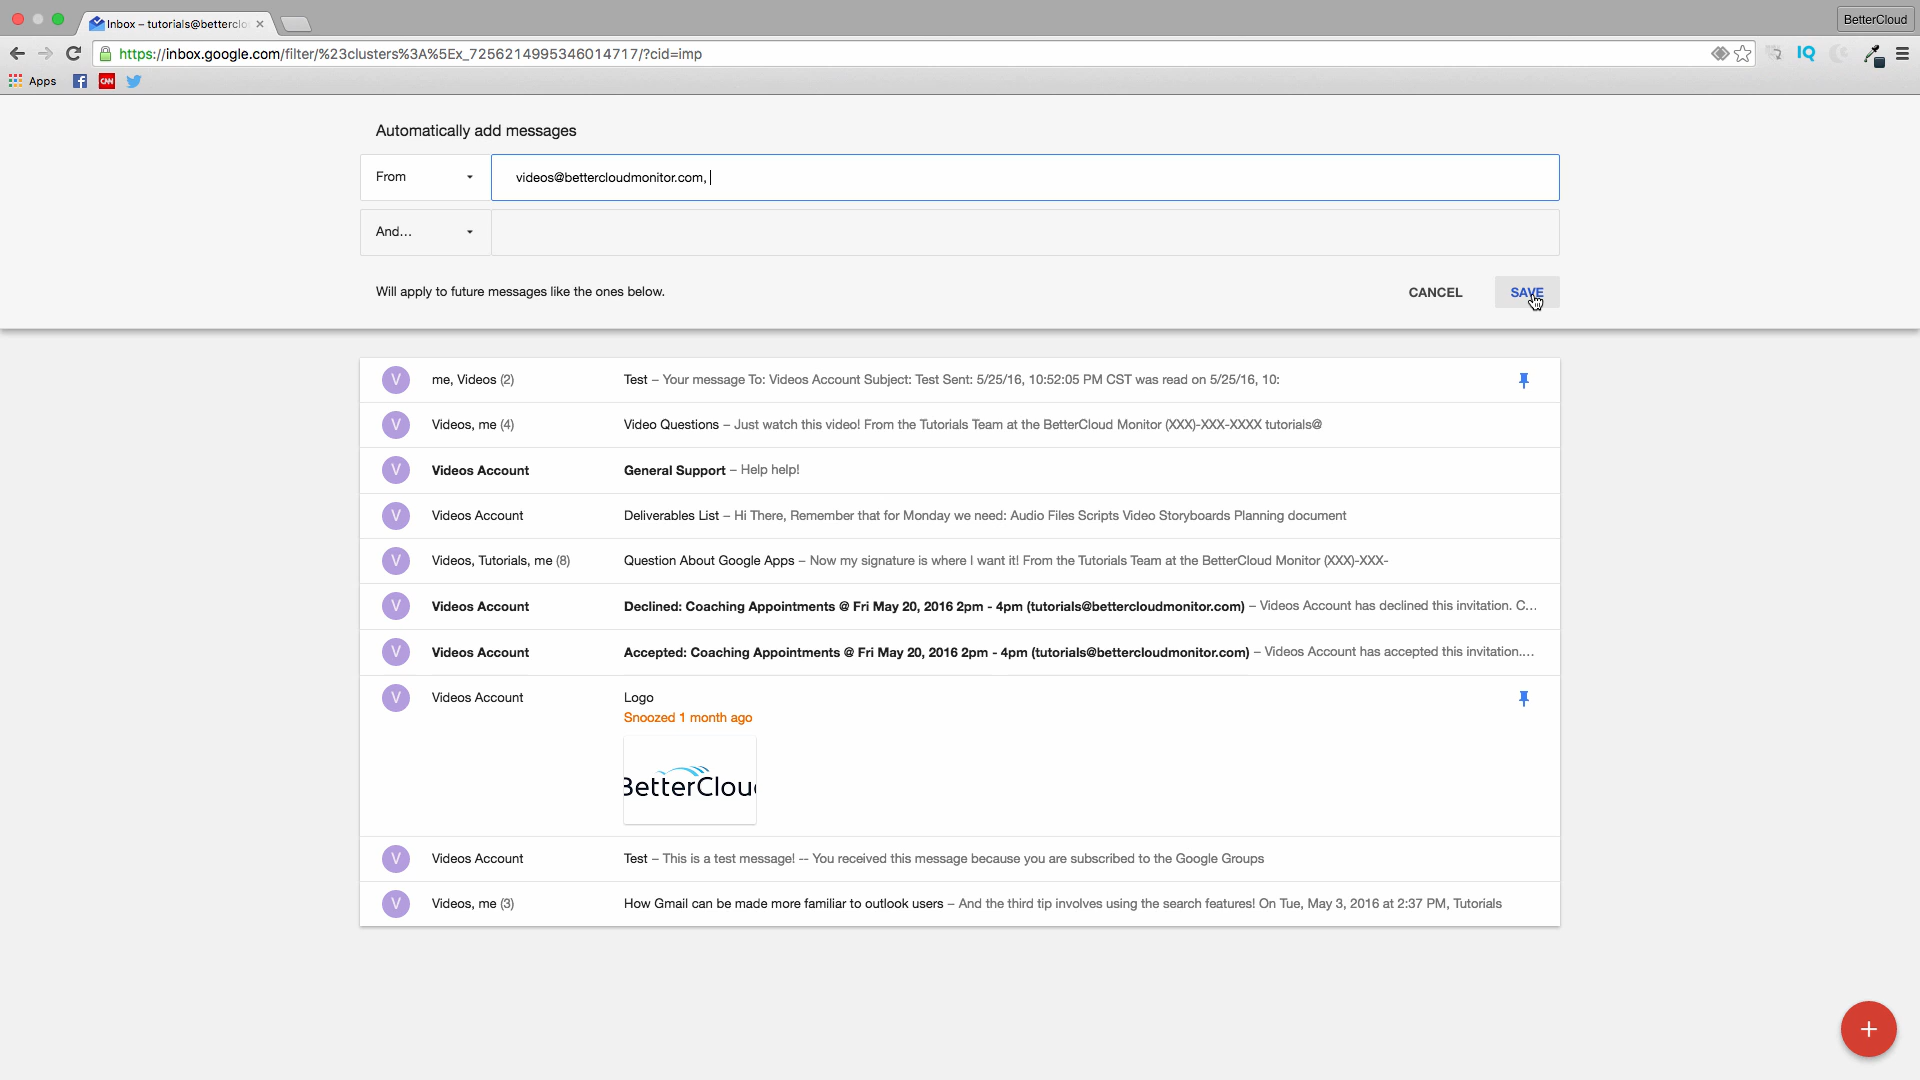 Inbox – tutorials@bettercloud
BetterCloud
https://inbox.google.com/filter/%23clusters%3A%5Ex_7256214995346014717/?cid=imp
IQ
Apps
CNN
Automatically add messages
From
videos@bettercloudmonitor.com,
And...
Will apply to future messages like the ones below.
CANCEL
SAVE
V me, Videos (2) Test – Your message To: Videos Account Subject: Test Sent: 5/25/16, 10:52:05 PM CST was read on 5/25/16, 10:
V Videos, me (4) Video Questions – Just watch this video! From the Tutorials Team at the BetterCloud Monitor (XXX)-XXX-XXXX tutorials@
V Videos Account General Support – Help help!
V Videos Account Deliverables List – Hi There, Remember that for Monday we need: Audio Files Scripts Video Storyboards Planning document
V Videos, Tutorials, me (8) Question About Google Apps – Now my signature is where I want it! From the Tutorials Team at the BetterCloud Monitor (XXX)-XXX-
V Videos Account Declined: Coaching Appointments @ Fri May 20, 2016 2pm - 4pm (tutorials@bettercloudmonitor.com) – Videos Account has declined this invitation. C...
V Videos Account Accepted: Coaching Appointments @ Fri May 20, 2016 2pm - 4pm (tutorials@bettercloudmonitor.com) – Videos Account has accepted this invitation....
V Videos Account Logo
Snoozed 1 month ago
BetterCloud
V Videos Account Test – This is a test message! -- You received this message because you are subscribed to the Google Groups
V Videos, me (3) How Gmail can be made more familiar to outlook users – And the third tip involves using the search features! On Tue, May 3, 2016 at 2:37 PM, Tutorials